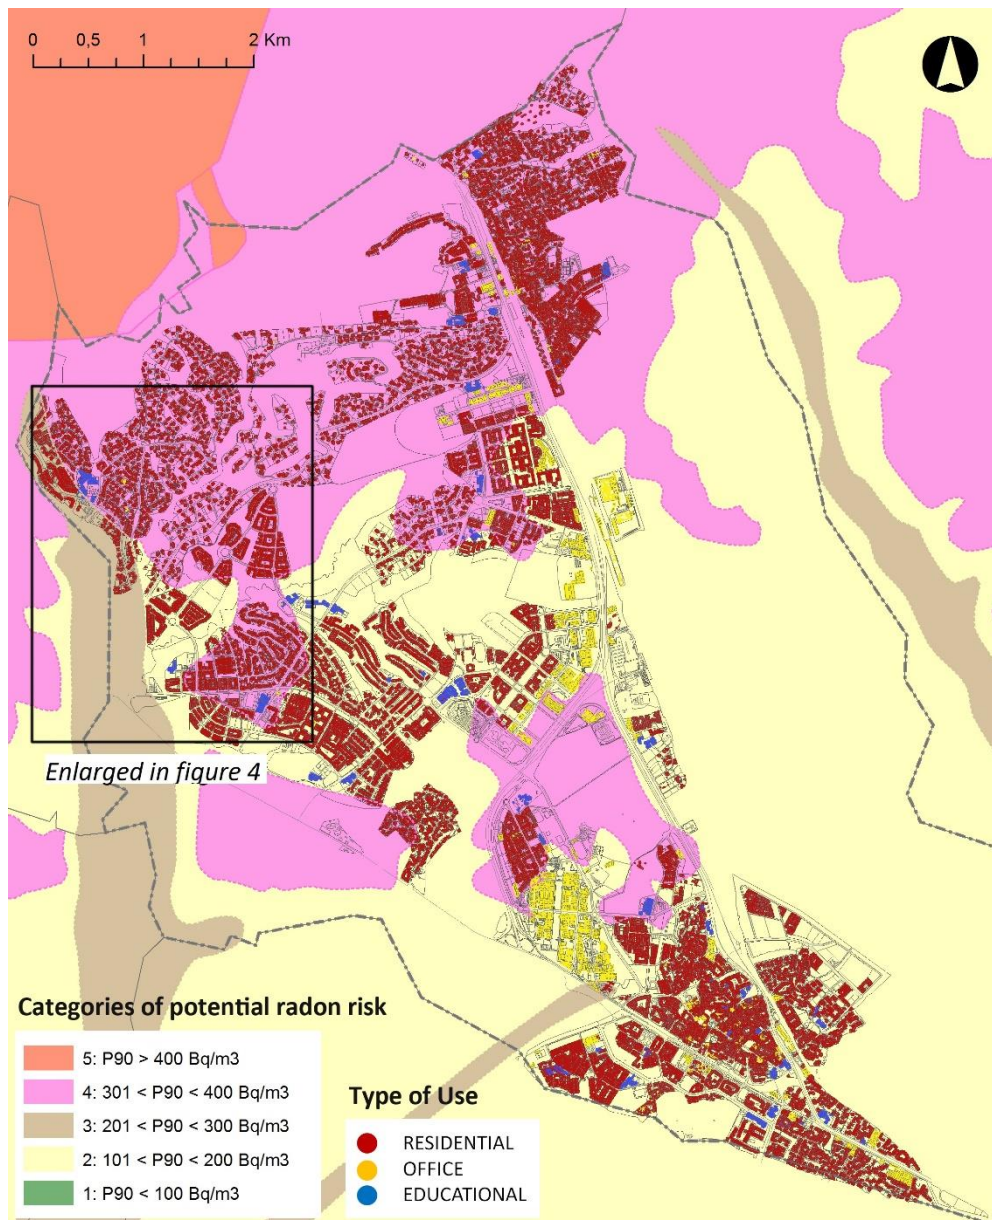 0 0,5 1 2 Km
Enlarged in figure 4
Categories of potential radon risk
5: P90 > 400 Bq/m3
4: 301 < P90 < 400 Bq/m3
3: 201 < P90 < 300 Bq/m3
2: 101 < P90 < 200 Bq/m3
1: P90 < 100 Bq/m3
Type of Use
RESIDENTIAL
OFFICE
EDUCATIONAL